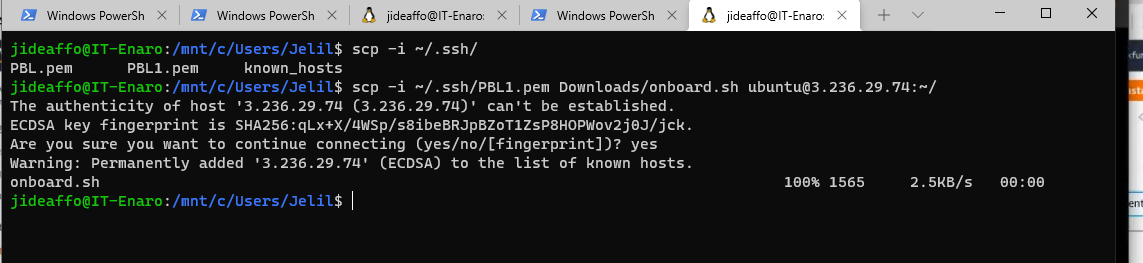 Windows PowerSh
Windows PowerSh
jideaffo@IT-Enaro:
Windows PowerSh
jideaffo@IT-Enaro:
jideaffo@IT-Enaro:/mnt/c/Users/Jelil$ scp -i ~/.ssh/
PBL.pem PBL1.pem known_hosts
jideaffo@IT-Enaro:/mnt/c/Users/Jelil$ scp -i ~/.ssh/PBL1.pem Downloads/onboard.sh ubuntu@3.236.29.74:~/
The authenticity of host '3.236.29.74 (3.236.29.74)' can't be established.
ECDSA key fingerprint is SHA256:qLx+X/4WSp/s8ibeBRJpBZoT1ZsP8HOPWov2j0J/jck.
Are you sure you want to continue connecting (yes/no/[fingerprint])? yes
Warning: Permanently added '3.236.29.74' (ECDSA) to the list of known hosts.
onboard.sh 100% 1565 2.5KB/s 00:00
jideaffo@IT-Enaro:/mnt/c/Users/Jelil$